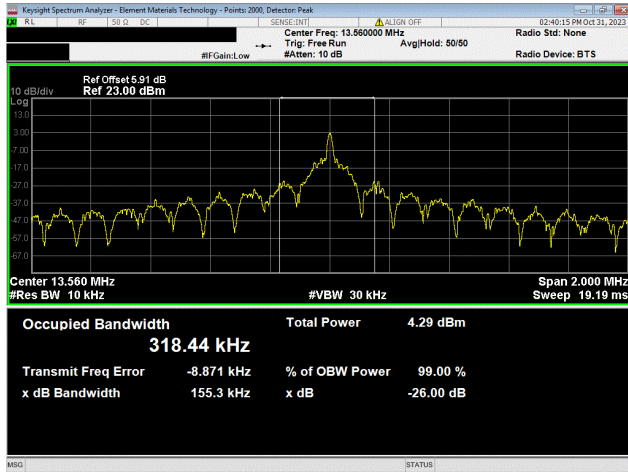 Keysight Spectrum Analyzer - Element Materials Technology - Points: 2000, Detector: Peak
RL RF 50 Ω DC SENSE:INT ALIGN OFF 02:40:15 PM Oct 31, 2023
Center Freq: 13.560000 MHz Radio Std: None
Trig: Free Run Avg|Hold: 50/50
#IFGain:Low #Atten: 10 dB Radio Device: BTS
Ref Offset 5.91 dB
10 dB/div Ref 23.00 dBm
Log
13.0
3.00
-7.00
-17.0
-27.0
-37.0
-47.0
-57.0
-67.0
Center 13.560 MHz Span 2.000 MHz
#Res BW 10 kHz #VBW 30 kHz Sweep 19.19 ms
Occupied Bandwidth Total Power 4.29 dBm
318.44 kHz
Transmit Freq Error -8.871 kHz % of OBW Power 99.00 %
x dB Bandwidth 155.3 kHz x dB -26.00 dB
MSG STATUS